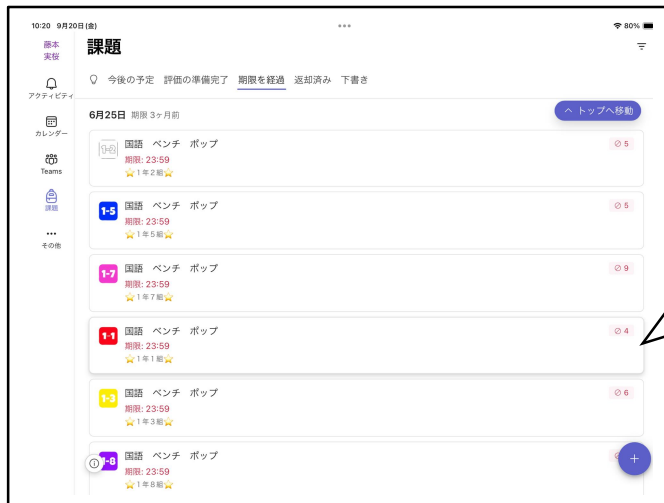 10:20 9月20日(金)
80%
藤本
実桜
課題
今後の予定 評価の準備完了 期限を経過 返却済み 下書き
アクティビティ
カレンダー
Teams
課題
その他
6月25日 期限 3ヶ月前
トップへ移動
1-2 国語 ベンチ ポップ 5
期限: 23:59
⭐1年2組⭐
1-5 国語 ベンチ ポップ 5
期限: 23:59
⭐1年5組⭐
1-7 国語 ベンチ ポップ 9
期限: 23:59
⭐1年7組⭐
1-1 国語 ベンチ ポップ 4
期限: 23:59
⭐1年1組⭐
1-3 国語 ベンチ ポップ 6
期限: 23:59
⭐1年3組⭐
-8 国語 ベンチ ポップ
期限: 23:59
⭐1年8組⭐